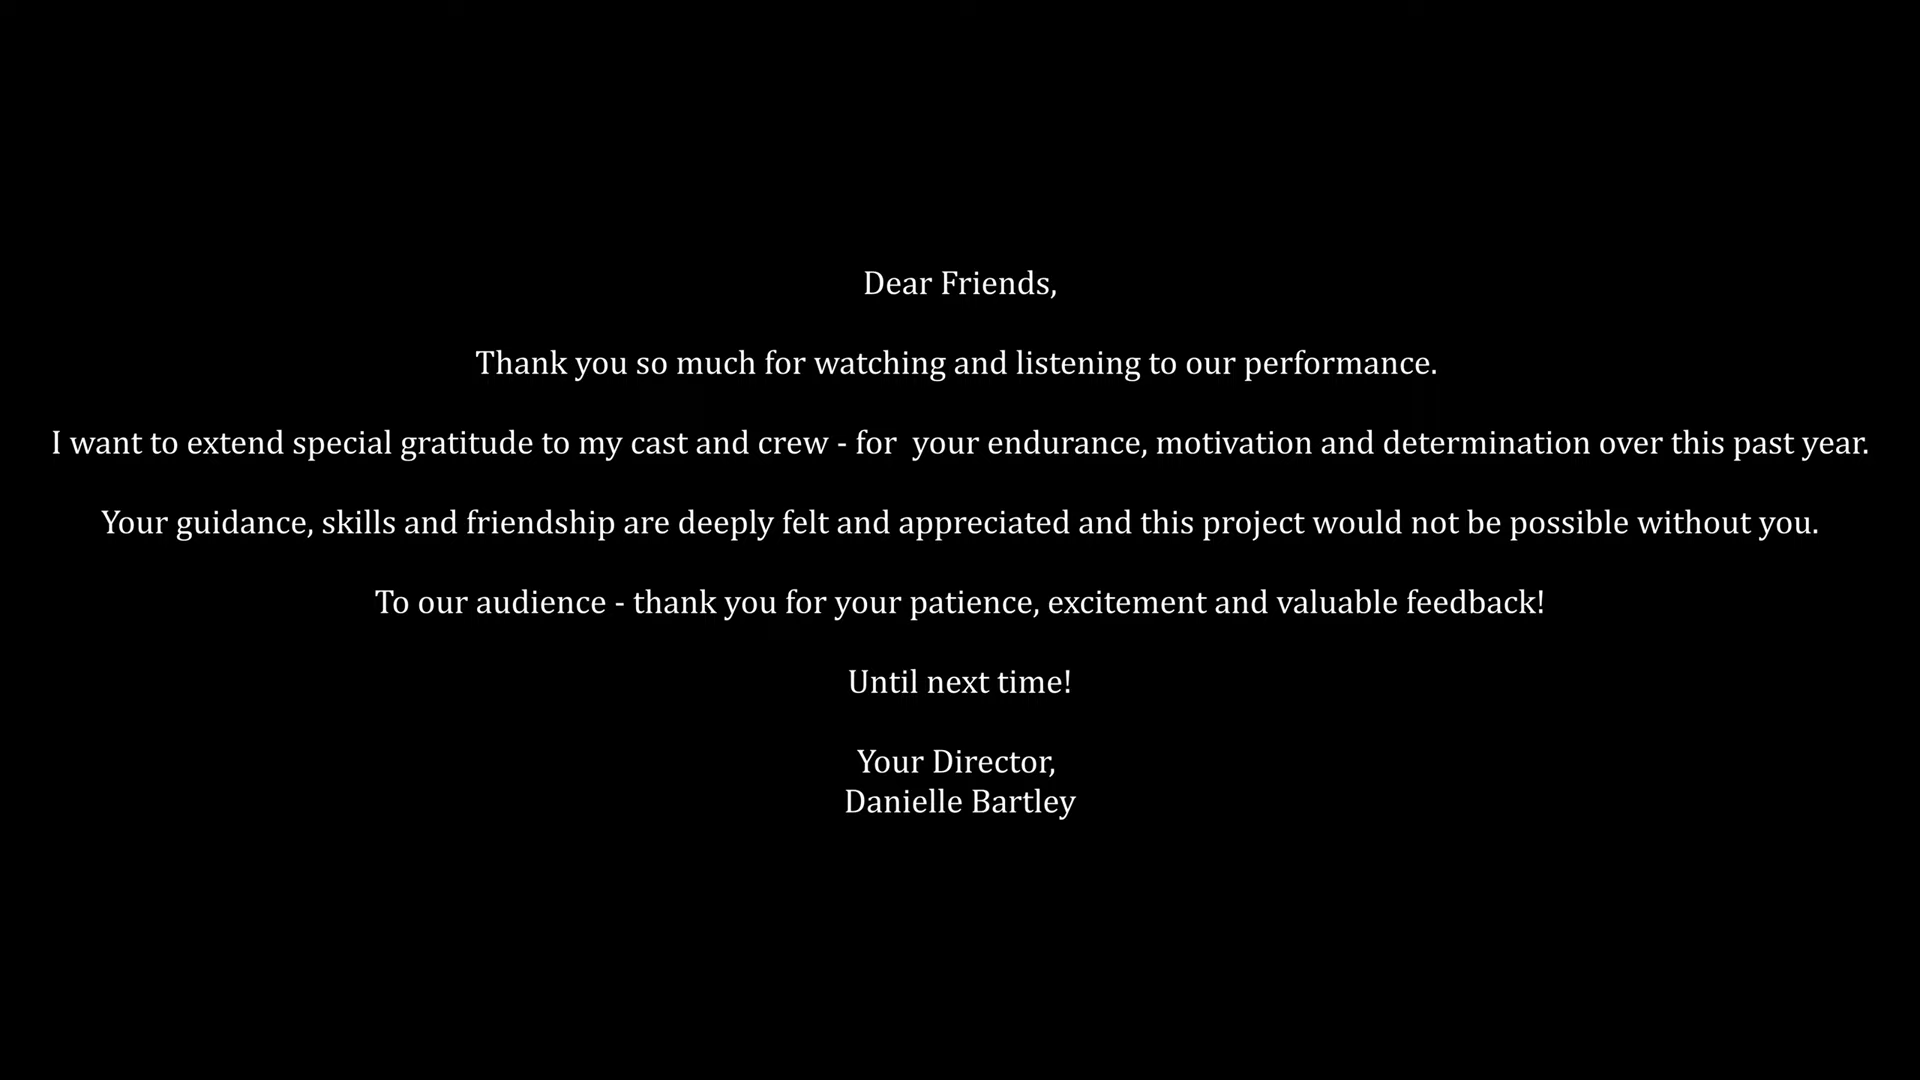 Dear Friends,
Thank you so much for watching and listening to our performance.
I want to extend special gratitude to my cast and crew - for  your endurance, motivation and determination over this past year.
Your guidance, skills and friendship are deeply felt and appreciated and this project would not be possible without you.
To our audience - thank you for your patience, excitement and valuable feedback!
Until next time!
Your Director,
Danielle Bartley